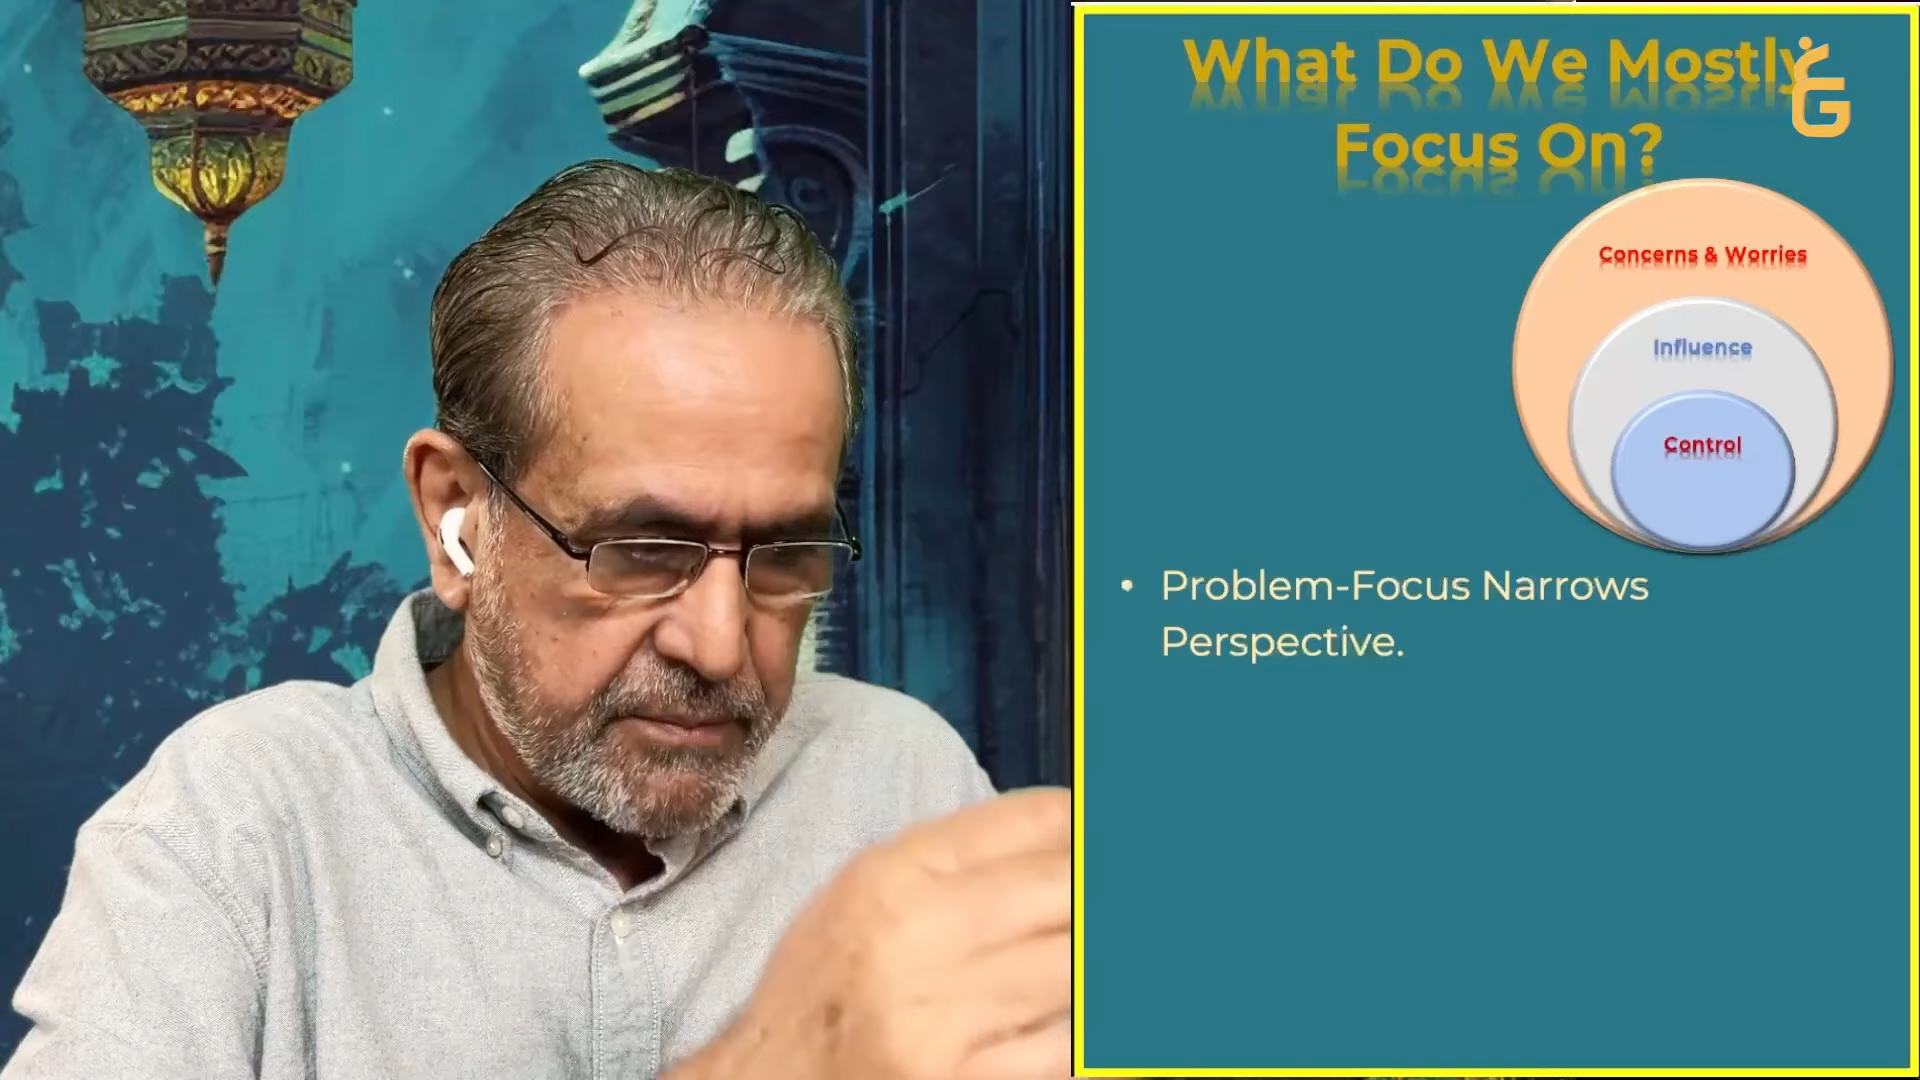 What Do We Mostly
Focus On?
Concerns & Worries
Influence
Control
• Problem-Focus Narrows
Perspective.